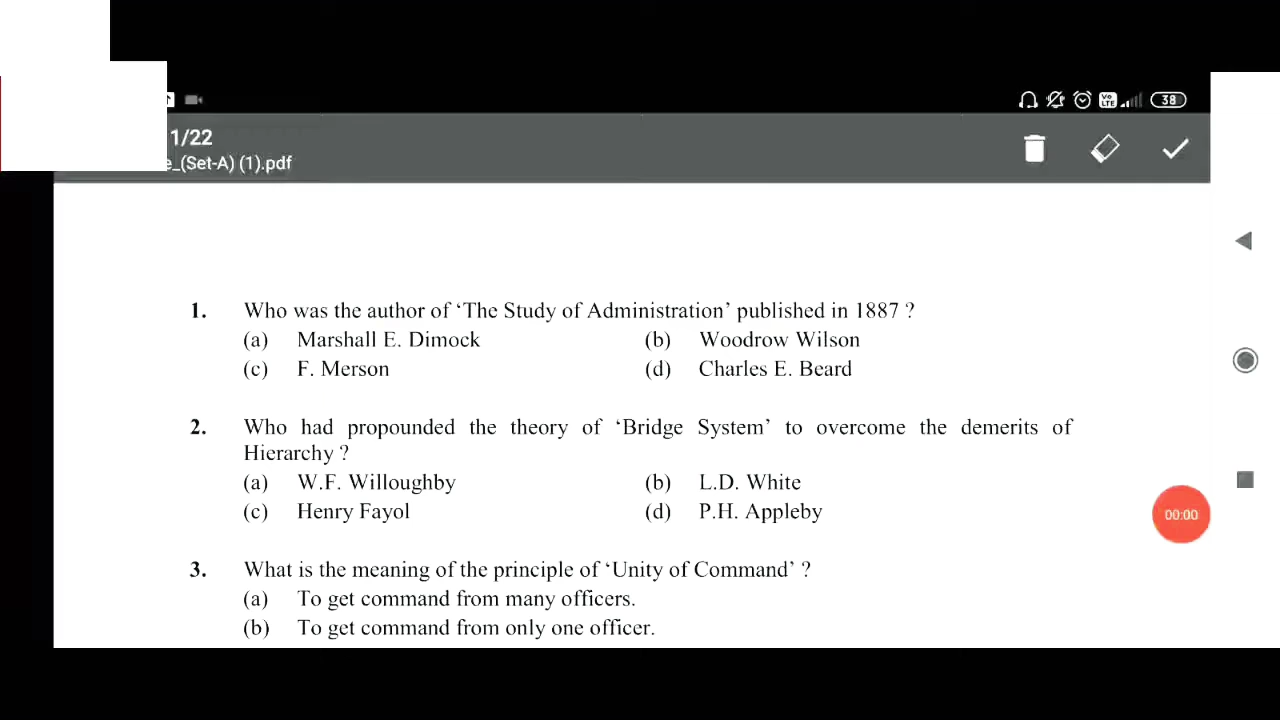 38
1/22
e_(Set-A) (1).pdf
1. Who was the author of ‘The Study of Administration’ published in 1887 ?
(a) Marshall E. Dimock (b) Woodrow Wilson
(c) F. Merson (d) Charles E. Beard
2. Who had propounded the theory of ‘Bridge System’ to overcome the demerits of
Hierarchy ?
(a) W.F. Willoughby (b) L.D. White
(c) Henry Fayol (d) P.H. Appleby
00:00
3. What is the meaning of the principle of ‘Unity of Command’ ?
(a) To get command from many officers.
(b) To get command from only one officer.